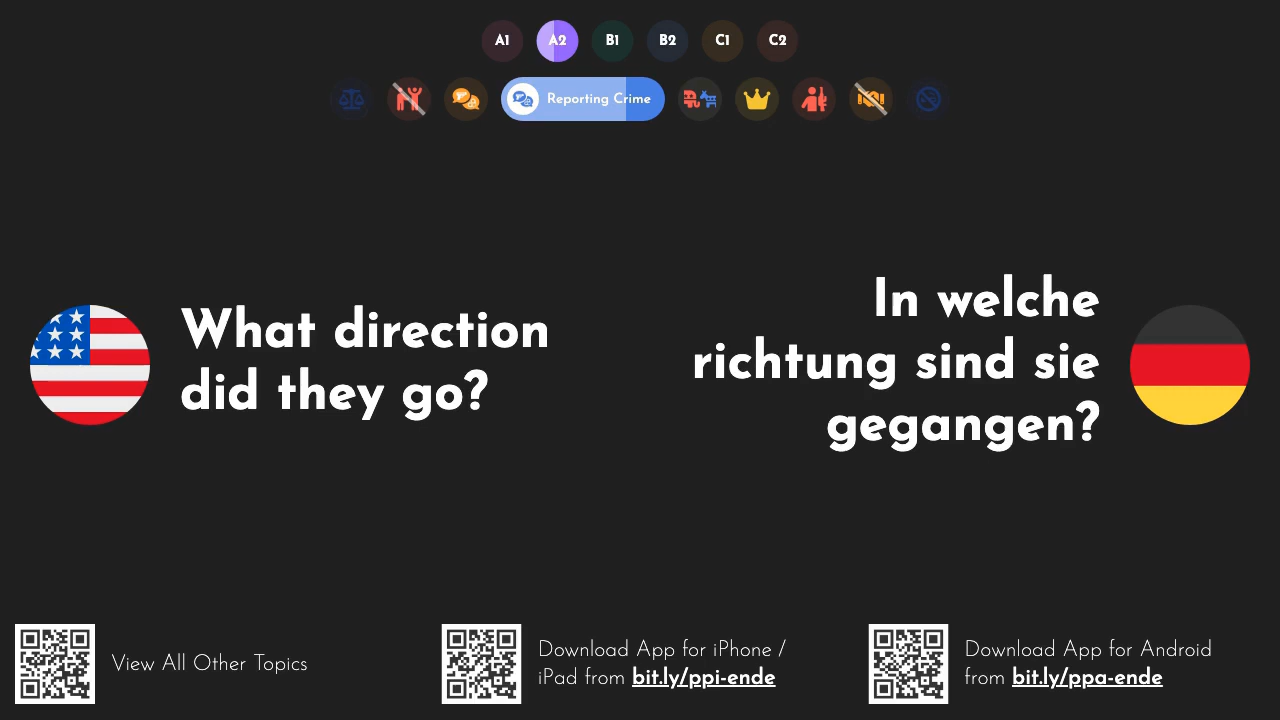 A1 A2 B1 B2 C1 C2
Reporting Crime
What direction
did they go?
In welche
richtung sind sie
gegangen?
View All Other Topics
Download App for iPhone /
iPad from bit.ly/ppi-ende
Download App for Android
from bit.ly/ppa-ende